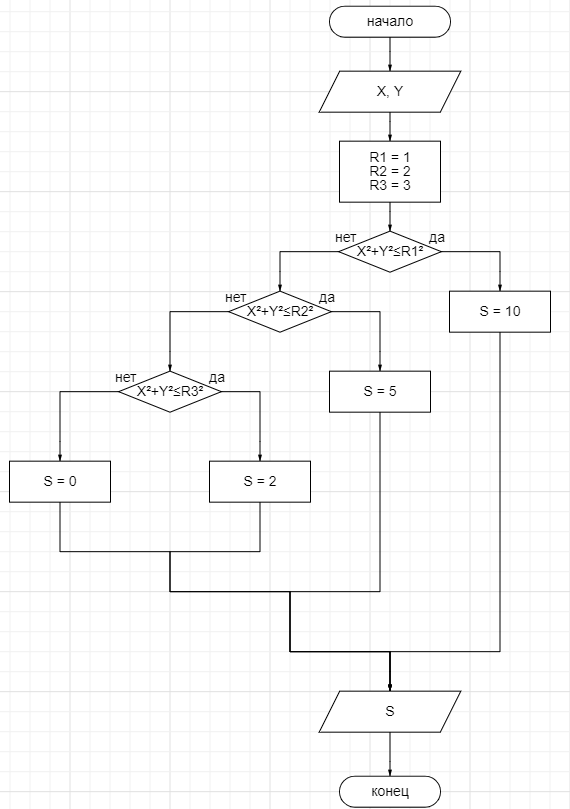 начало
X, Y
R1 = 1
R2 = 2
R3 = 3
нет
да
X²+Y²≤R1²
S = 10
нет
да
X²+Y²≤R2²
S = 5
нет
да
X²+Y²≤R3²
S = 0
S = 2
S
конец